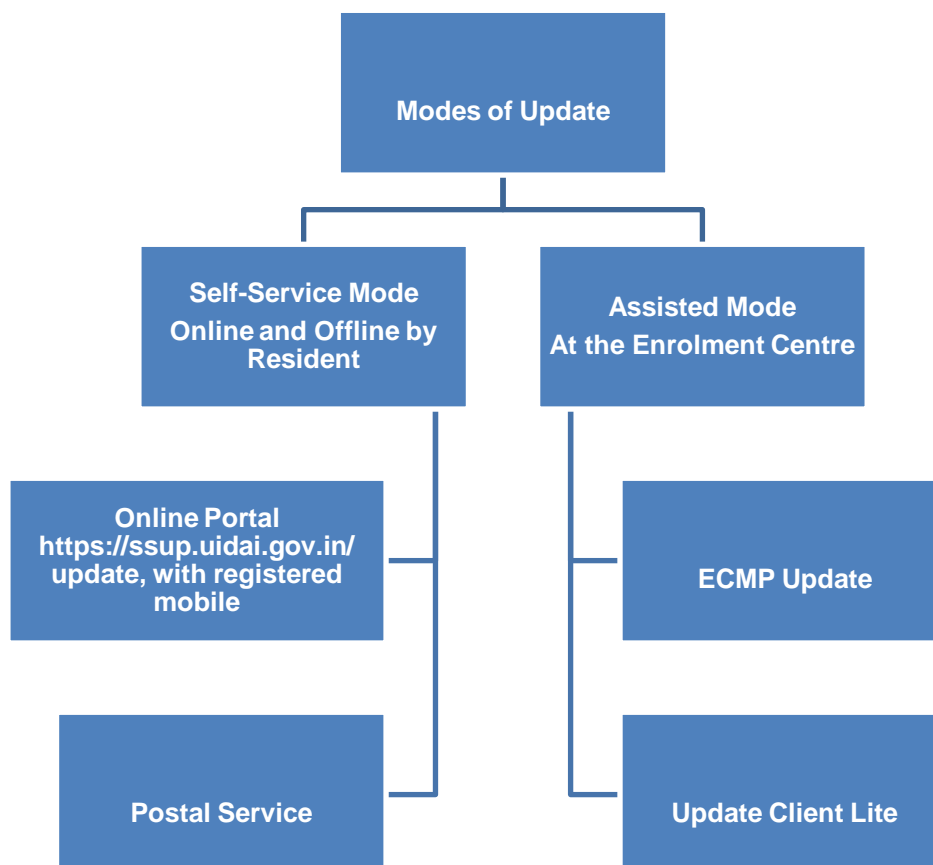 Modes of Update
Self-Service Mode
Online and Offline by
Resident
Assisted Mode
At the Enrolment Centre
Online Portal
https://ssup.uidai.gov.in/
update, with registered
mobile
ECMP Update
Postal Service
Update Client Lite